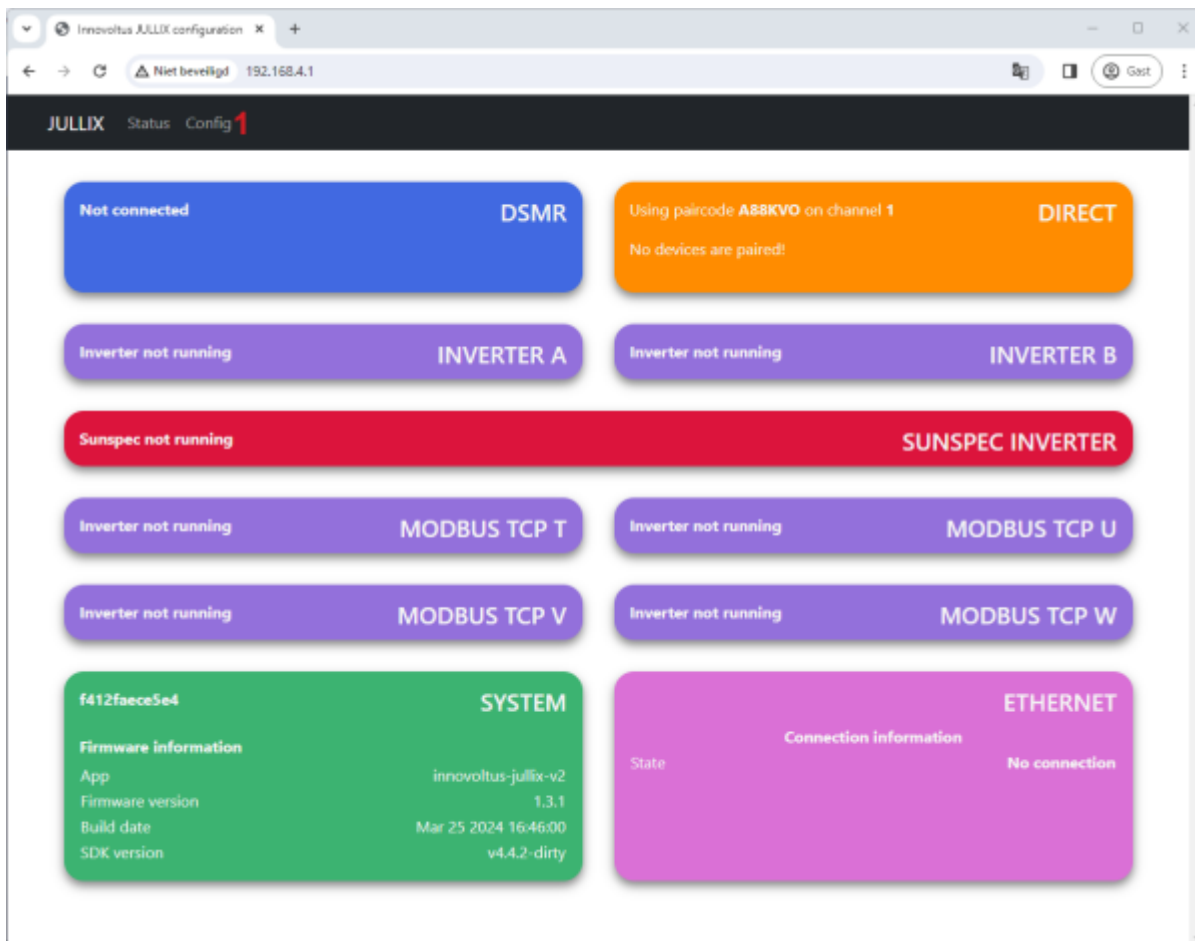 Innovoltus JULLIX configuration
Niet beveiligd 192.168.4.1 Gast
JULLIX Status Config 1
Not connected DSMR
Using paircode A88KVO on channel 1 DIRECT
No devices are paired!
Inverter not running INVERTER A
Inverter not running INVERTER B
Sunspec not running SUNSPEC INVERTER
Inverter not running MODBUS TCP T
Inverter not running MODBUS TCP U
Inverter not running MODBUS TCP V
Inverter not running MODBUS TCP W
f412faece5e4 SYSTEM
Firmware information
App innovoltus-jullix-v2
Firmware version 1.3.1
Build date Mar 25 2024 16:46:00
SDK version v4.4.2-dirty
ETHERNET
Connection information
State No connection